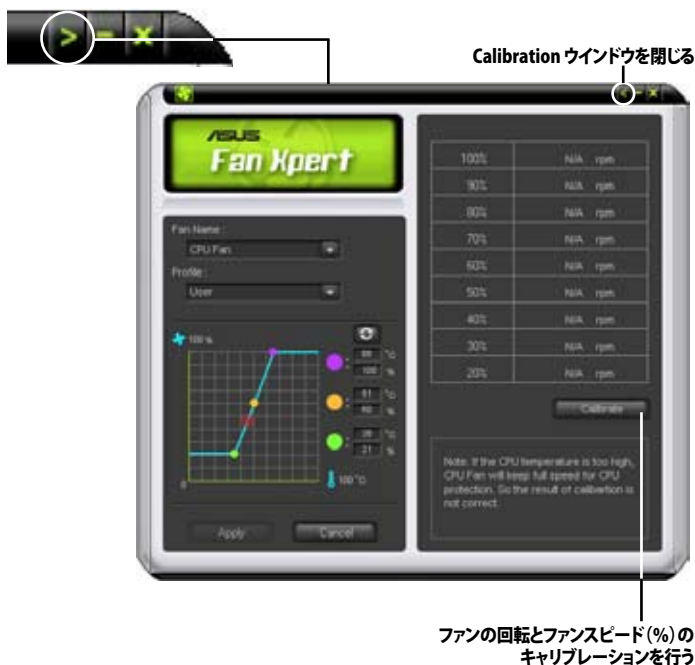 Calibration ウインドウを閉じる
ASUS
Fan Xpert
Fan Name :
CPU Fan
Profile :
User
100 %
100 %
0
100 °C
Apply
Cancel
100% N/A rpm
90% N/A rpm
80% N/A rpm
70% N/A rpm
60% N/A rpm
50% N/A rpm
40% N/A rpm
30% N/A rpm
20% N/A rpm
Calibrate
Note: If the CPU temperature is too high,
CPU Fan will keep full speed for CPU
protection. So the result of calibartion is
not correct.
ファンの回転とファンスピード（%）の
キャリブレーションを行う